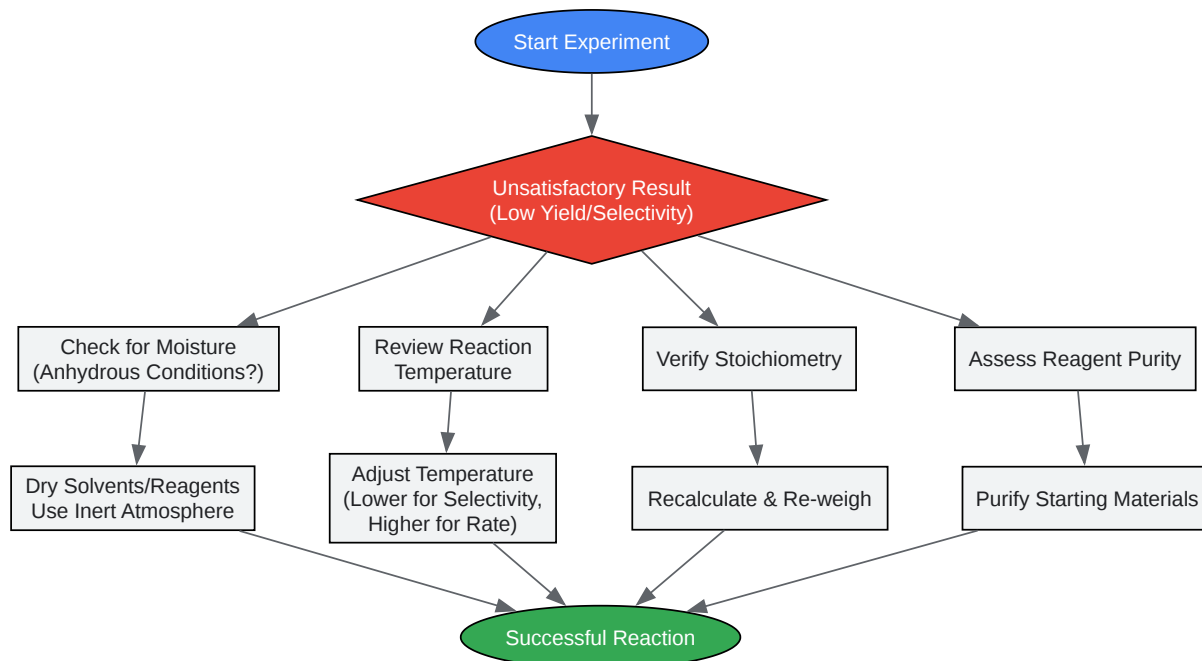 Start Experiment
Unsatisfactory Result
(Low Yield/Selectivity)
Check for Moisture
(Anhydrous Conditions?)
Review Reaction
Temperature
Verify Stoichiometry
Assess Reagent Purity
Dry Solvents/Reagents
Use Inert Atmosphere
Adjust Temperature
(Lower for Selectivity,
Higher for Rate)
Recalculate & Re-weigh
Purify Starting Materials
Successful Reaction